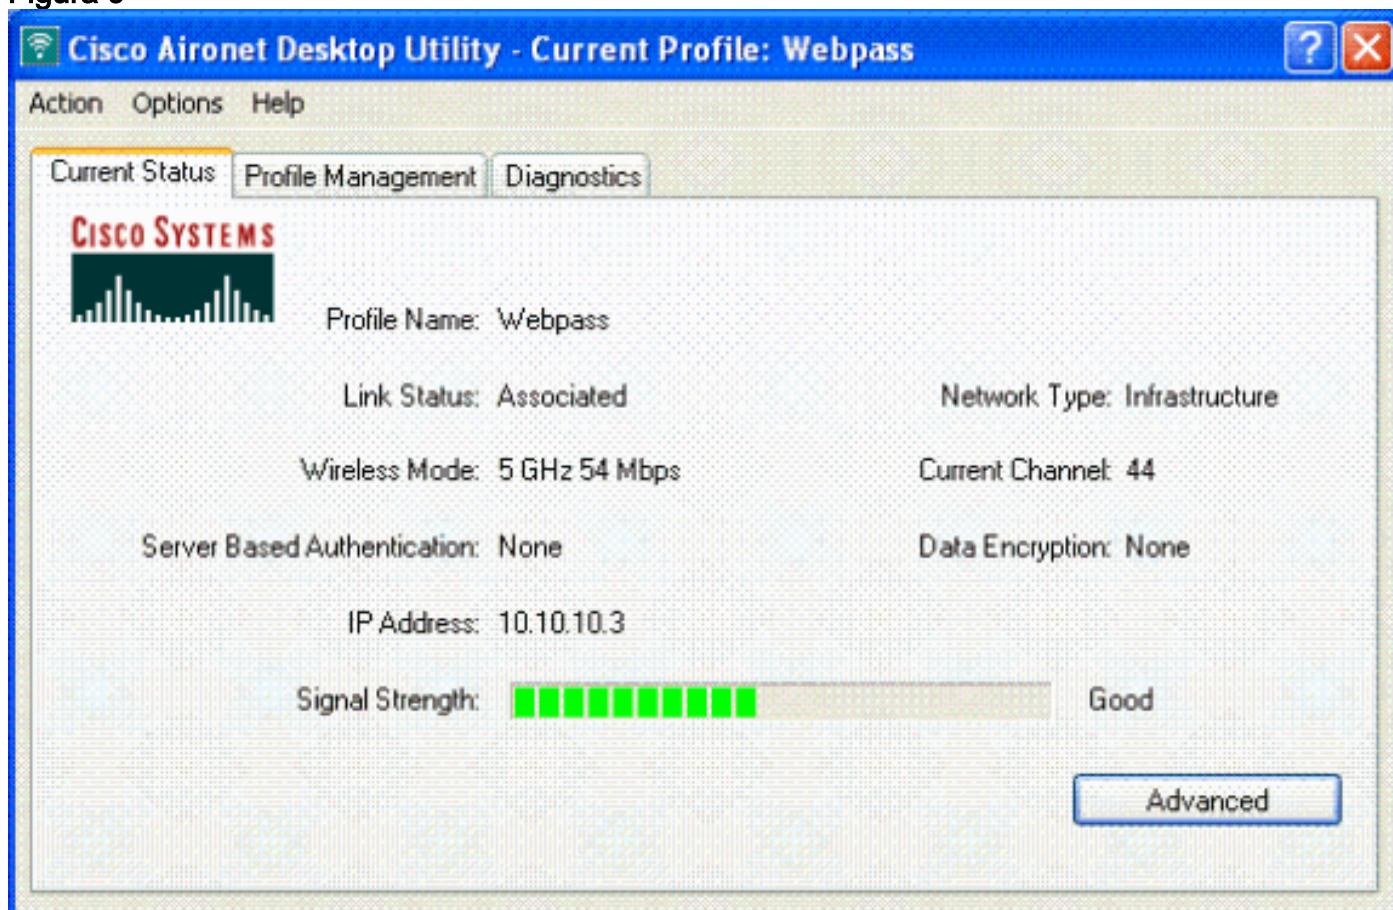 Cisco Aironet Desktop Utility - Current Profile: Webpass
Action Options Help
Current Status Profile Management Diagnostics
CISCO SYSTEMS
Profile Name: Webpass
Link Status: Associated Network Type: Infrastructure
Wireless Mode: 5 GHz 54 Mbps Current Channel: 44
Server Based Authentication: None Data Encryption: None
IP Address: 10.10.10.3
Signal Strength: Good
Advanced